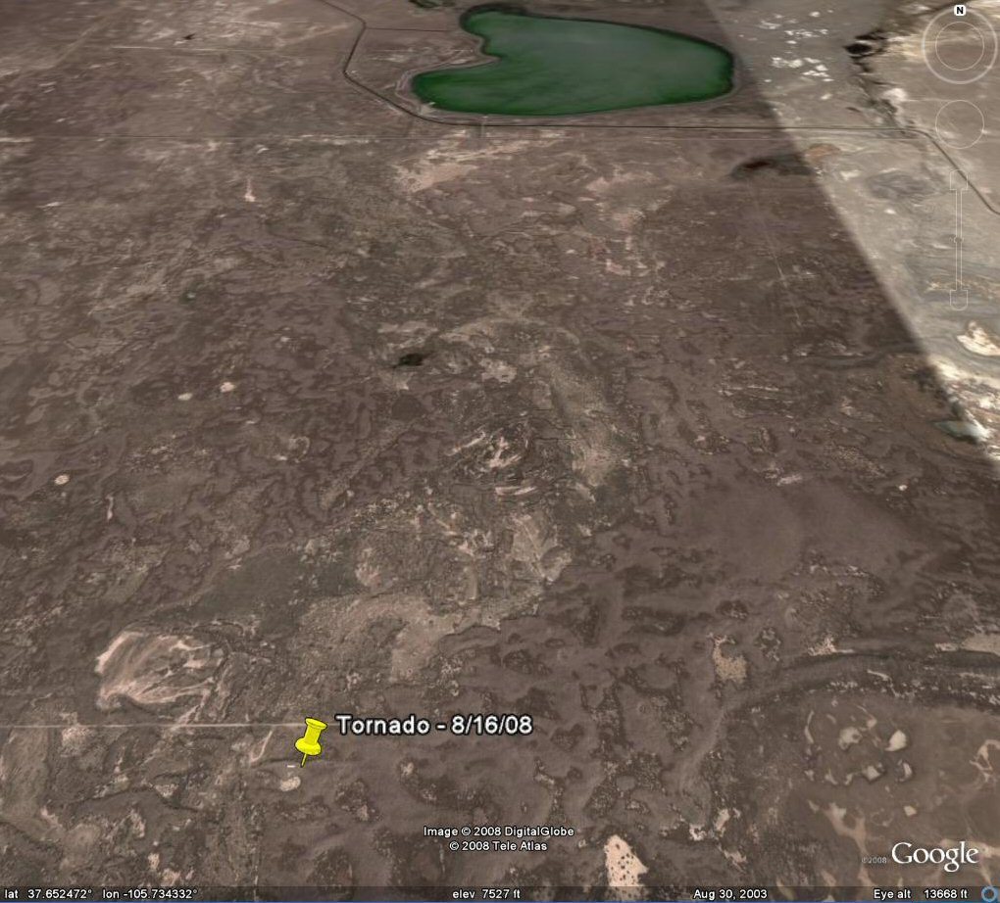 N
Tornado - 8/16/08
Image © 2008 DigitalGlobe
© 2008 Tele Atlas
©2008 Google
lat 37.652472° lon -105.734332° elev 7527 ft Aug 30, 2003 Eye alt 13668 ft